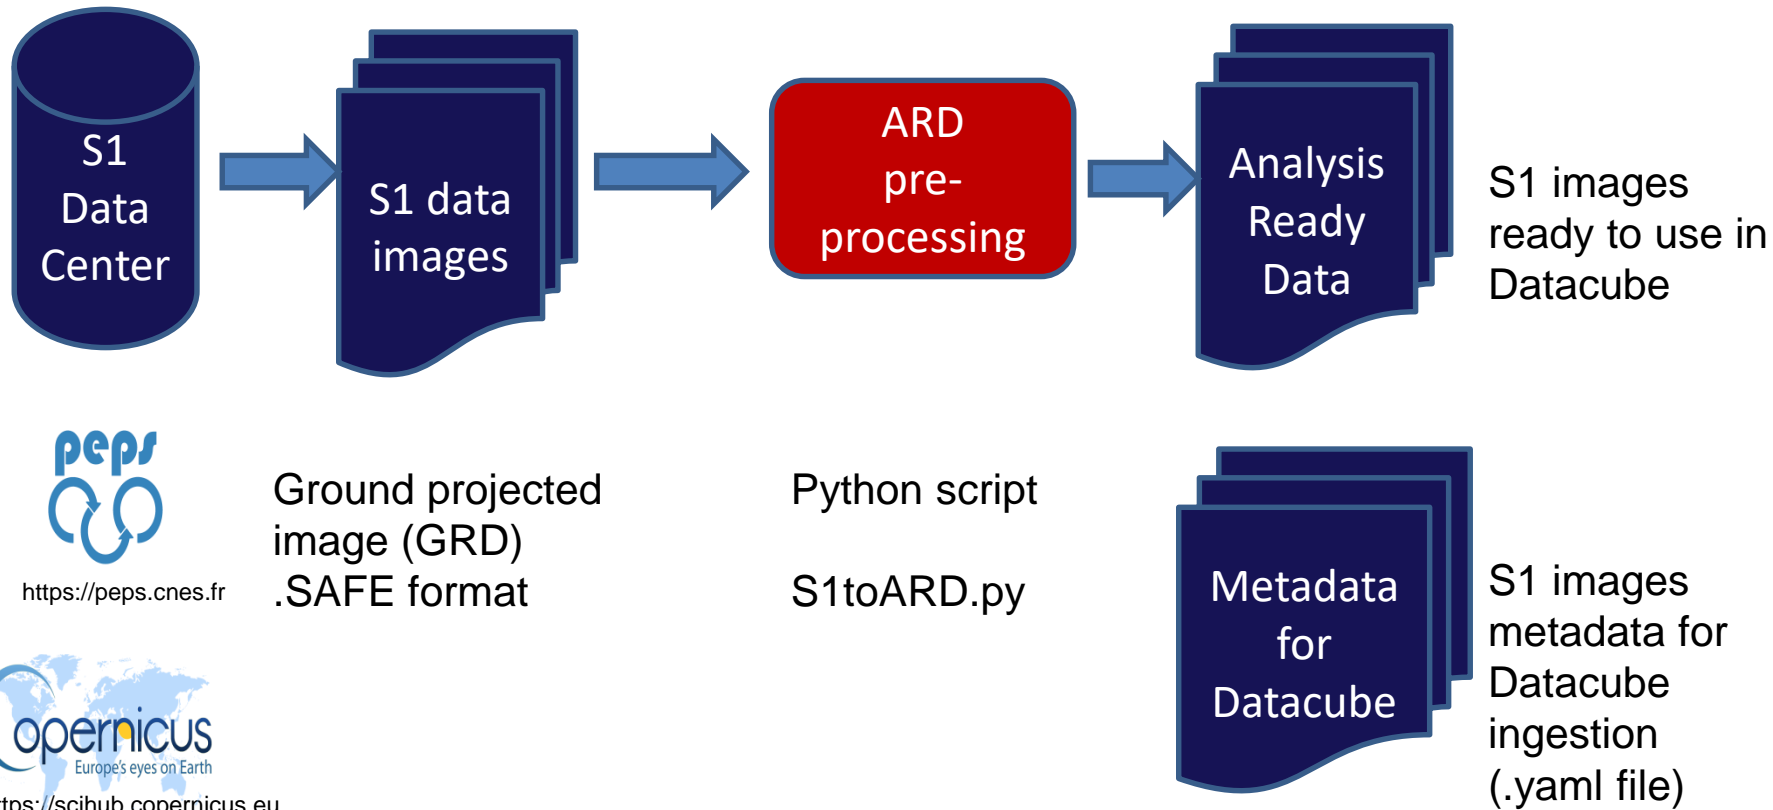 S1
Data
Center
S1 data
images
ARD
pre-
processing
Analysis
Ready
Data
S1 images
ready to use in
Datacube
peps
https://peps.cnes.fr
Ground projected
image (GRD)
.SAFE format
Python script
S1toARD.py
Metadata
for
Datacube
S1 images
metadata for
Datacube
ingestion
(.yaml file)
opernicus
Europe's eyes on Earth
ttps://scihub.copernicus.eu